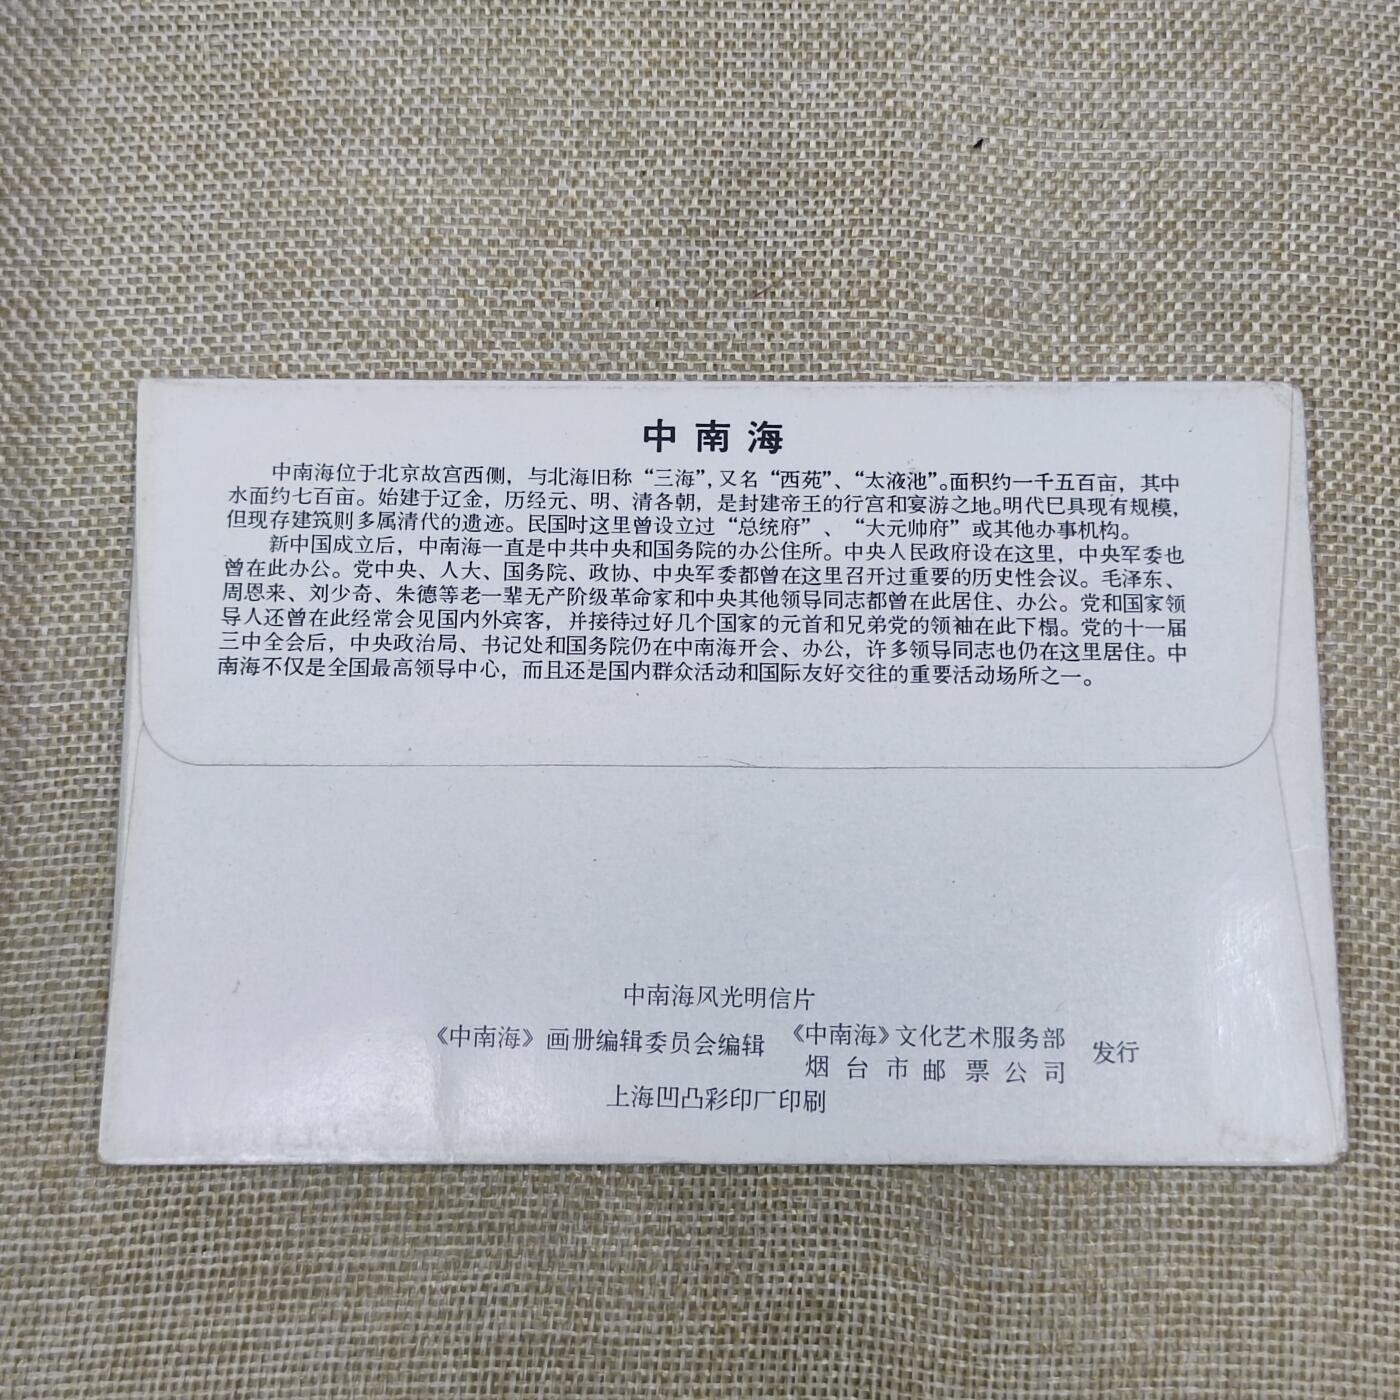 中南海
中南海位于北京故宫西侧，与北海旧称“三海”，又名“西苑”、“太液池”。面积约一千五百亩，其中
水面约七百亩。始建于辽金，历经元、明、清各朝，是封建帝王的行宫和宴游之地。明代已具现有规模，
但现存建筑则多属清代的遗迹。民国时这里曾设立过“总统府”、“大元帅府”或其他办事机构。
新中国成立后，中南海一直是中共中央和国务院的办公住所。中央人民政府设在这里，中央军委也
曾在此办公。党中央、人大、国务院、政协、中央军委都曾在这里召开过重要的历史性会议。毛泽东、
周恩来、刘少奇、朱德等老一辈无产阶级革命家和中央其他领导同志都曾在此居住、办公。党和国家领
导人还曾在此经常会见国内外宾客，并接待过好几个国家的元首和兄弟党的领袖在此下榻。党的十一届
三中全会后，中央政治局、书记处和国务院仍在中南海开会、办公，许多领导同志也仍在这里居住。中
南海不仅是全国最高领导中心，而且还是国内群众活动和国际友好交往的重要活动场所之一。
中南海风光明信片
《中南海》画册编辑委员会编辑
《中南海》文化艺术服务部
烟台市邮票公司
发行
上海凹凸彩印厂印刷